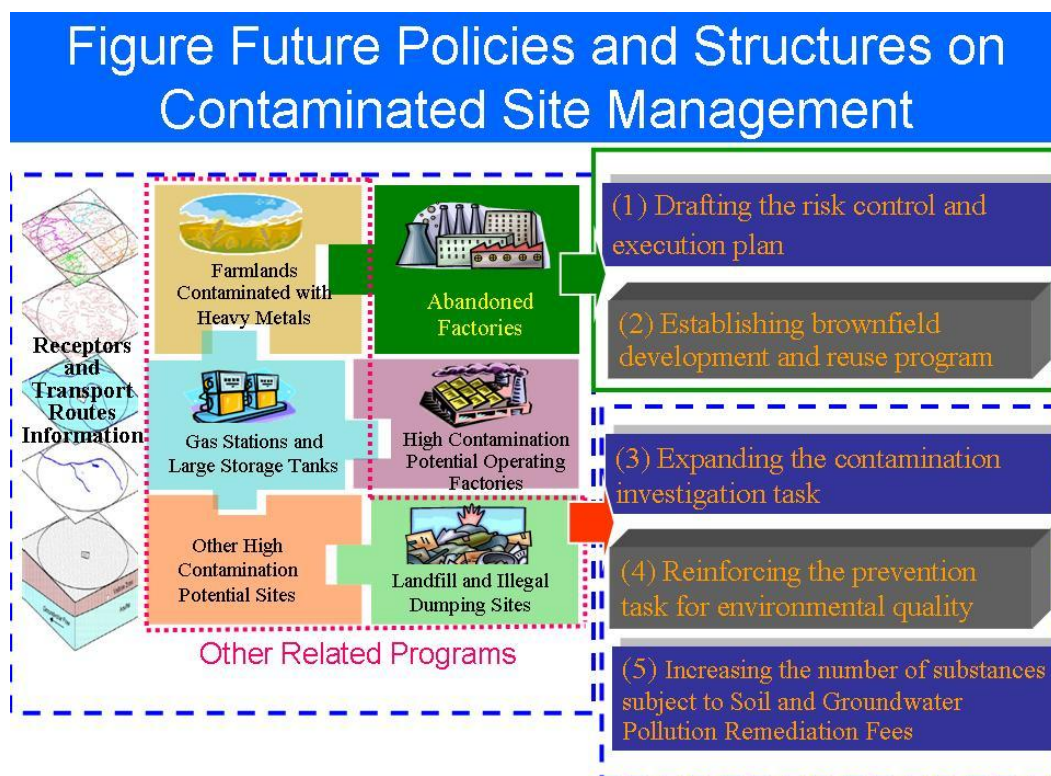 Figure Future Policies and Structures on
Contaminated Site Management
Receptors
and
Transport
Routes
Information
Farmlands
Contaminated with
Heavy Metals
Abandoned
Factories
Gas Stations and
Large Storage Tanks
High Contamination
Potential Operating
Factories
Other High
Contamination
Potential Sites
Landfill and Illegal
Dumping Sites
Other Related Programs
(1) Drafting the risk control and
execution plan
(2) Establishing brownfield
development and reuse program
(3) Expanding the contamination
investigation task
(4) Reinforcing the prevention
task for environmental quality
(5) Increasing the number of substances
subject to Soil and Groundwater
Pollution Remediation Fees